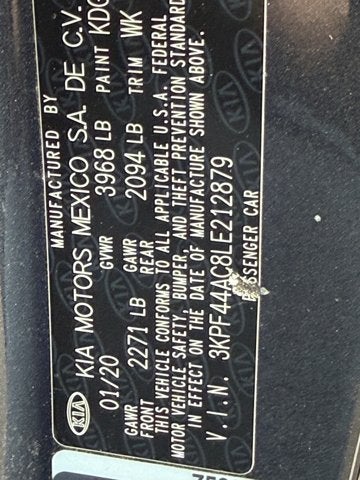 MANUFACTURED BY
KIA KIA MOTORS MEXICO S.A. DE C.V.
01/20 GVWR 3968 LB PAINT KDG
GAWR FRONT 2271 LB GAWR REAR 2094 LB TRIM WK
THIS VEHICLE CONFORMS TO ALL APPLICABLE U.S.A. FEDERAL
MOTOR VEHICLE SAFETY, BUMPER, AND THEFT PREVENTION STANDARD
IN EFFECT ON THE DATE OF MANUFACTURE SHOWN ABOVE.
V.I.N. 3KPF44AC8LE212879
PASSENGER CAR